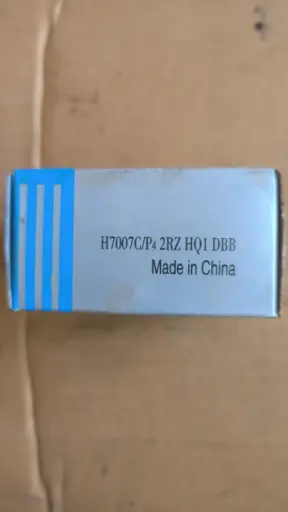 H7007C/P4 2RZ HQ1 DBB
Made in China